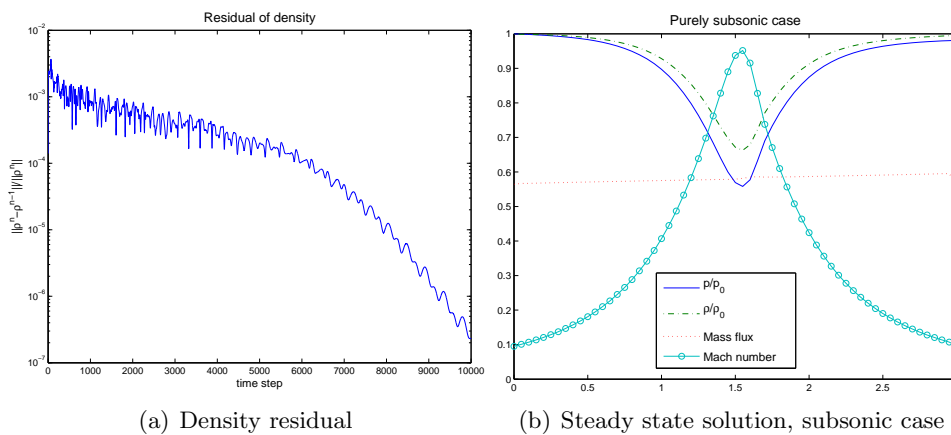 Residual of density
10^-2
10^-3
10^-4
10^-5
10^-6
10^-7
||ρ^n−ρ^{n−1}||/||ρ^n||
0 1000 2000 3000 4000 5000 6000 7000 8000 9000 10000
time step
(a) Density residual
Purely subsonic case
1
0.9
0.8
0.7
0.6
0.5
0.4
0.3
0.2
0.1
0
0 0.5 1 1.5 2 2.5
p/p_0
ρ/ρ_0
Mass flux
Mach number
(b) Steady state solution, subsonic case